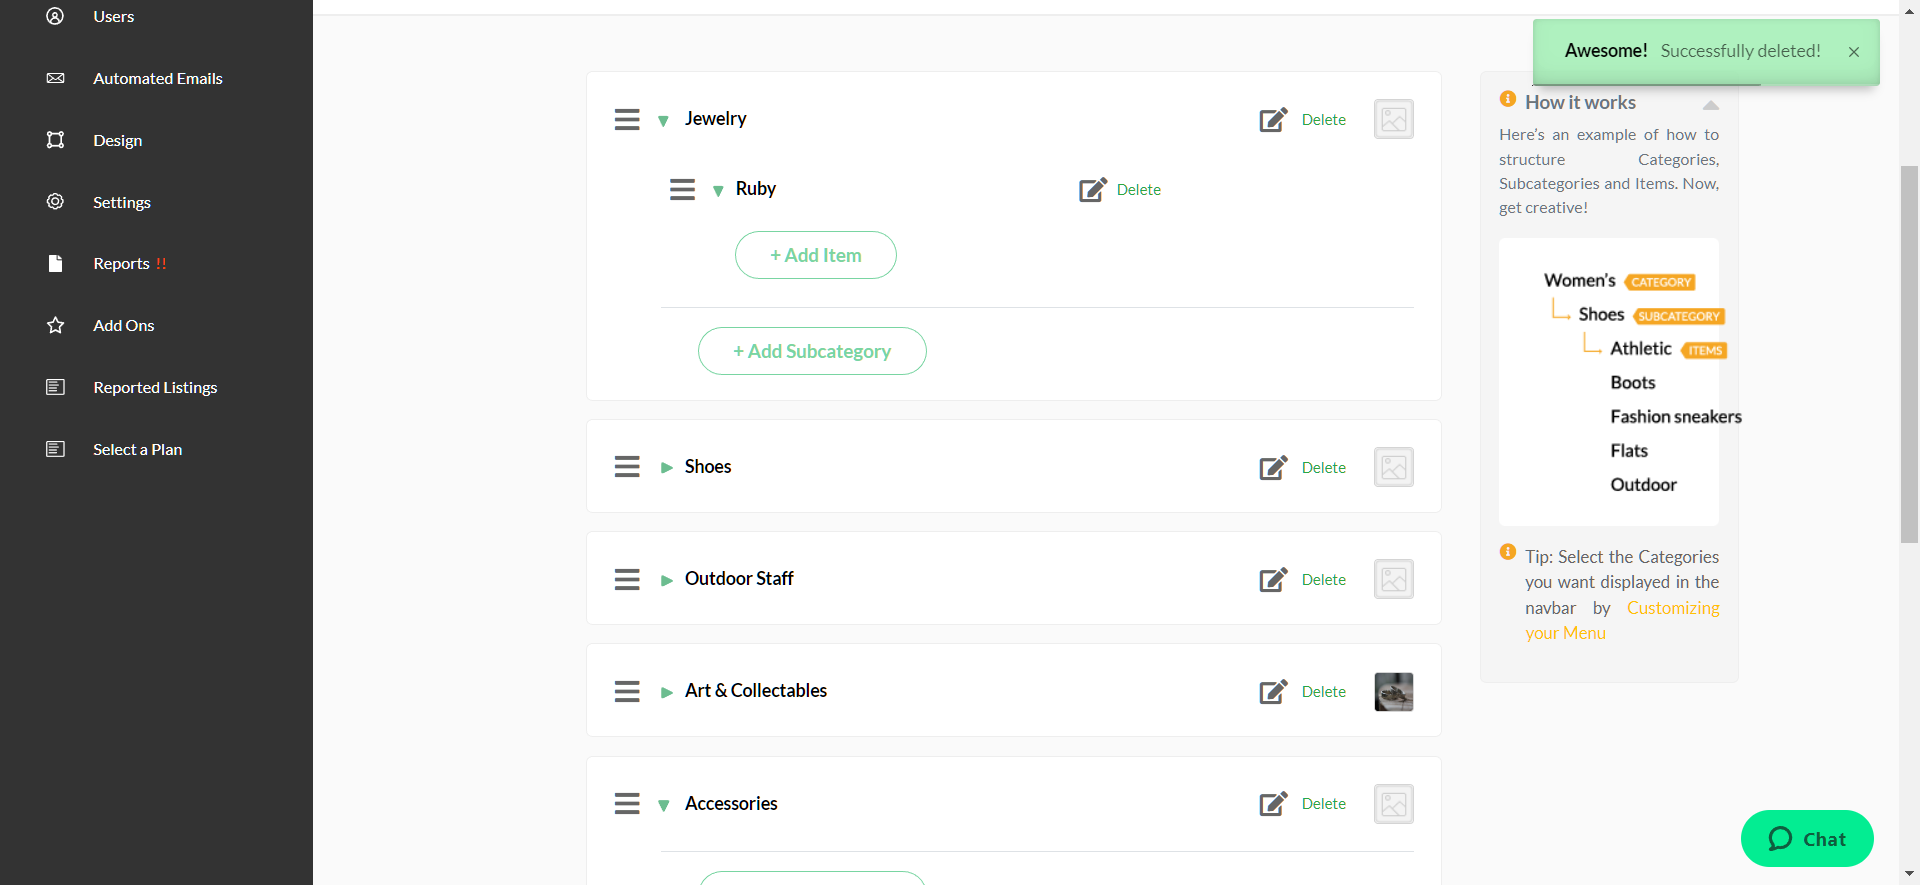 Users
Automated Emails
Design
Settings
Reports !!
Add Ons
Reported Listings
Select a Plan
Jewelry
Delete
Ruby
Delete
+ Add Item
+ Add Subcategory
Shoes
Delete
Outdoor Staff
Delete
Art & Collectables
Delete
Accessories
Delete
Awesome! Successfully deleted! ×
How it works
Here's an example of how to
structure Categories,
Subcategories and Items. Now,
get creative!
Women's CATEGORY
Shoes SUBCATEGORY
Athletic ITEMS
Boots
Fashion sneakers
Flats
Outdoor
Tip: Select the Categories
you want displayed in the
navbar by Customizing
your Menu
Chat